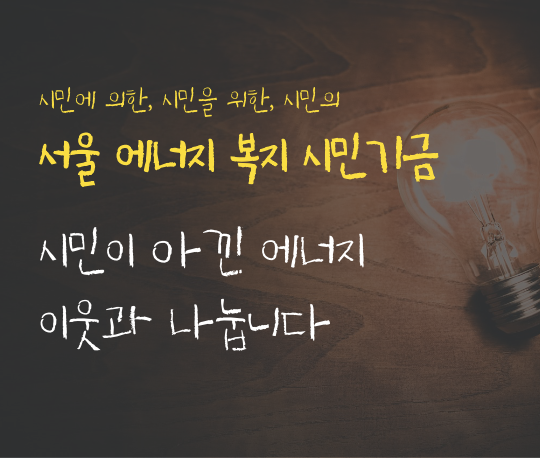 시민에 의한, 시민을 위한, 시민의
서울 에너지 복지 시민기금
시민이 아낀 에너지
이웃과 나눕니다